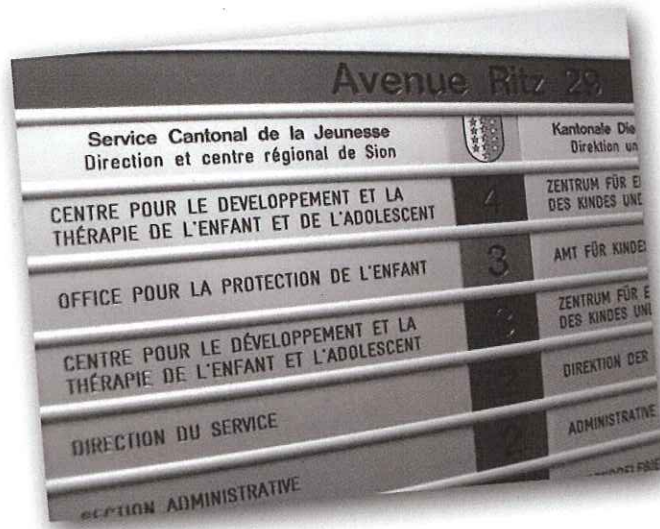 Avenue Ritz 29
Service Cantonal de la Jeunesse
Direction et centre régional de Sion
Kantonale Die
Direktion un
CENTRE POUR LE DEVELOPPEMENT ET LA
THÉRAPIE DE L'ENFANT ET DE L'ADOLESCENT
4
ZENTRUM FÜR E
DES KINDES UND
OFFICE POUR LA PROTECTION DE L'ENFANT
3
AMT FÜR KINDE
CENTRE POUR LE DÉVELOPPEMENT ET LA
THÉRAPIE DE L'ENFANT ET L'ADOLESCENT
ZENTRUM FÜR E
DES KINDES UN
DIRECTION DU SERVICE
DIREKTION DER
SECTION ADMINISTRATIVE
2
ADMINISTRATIVE